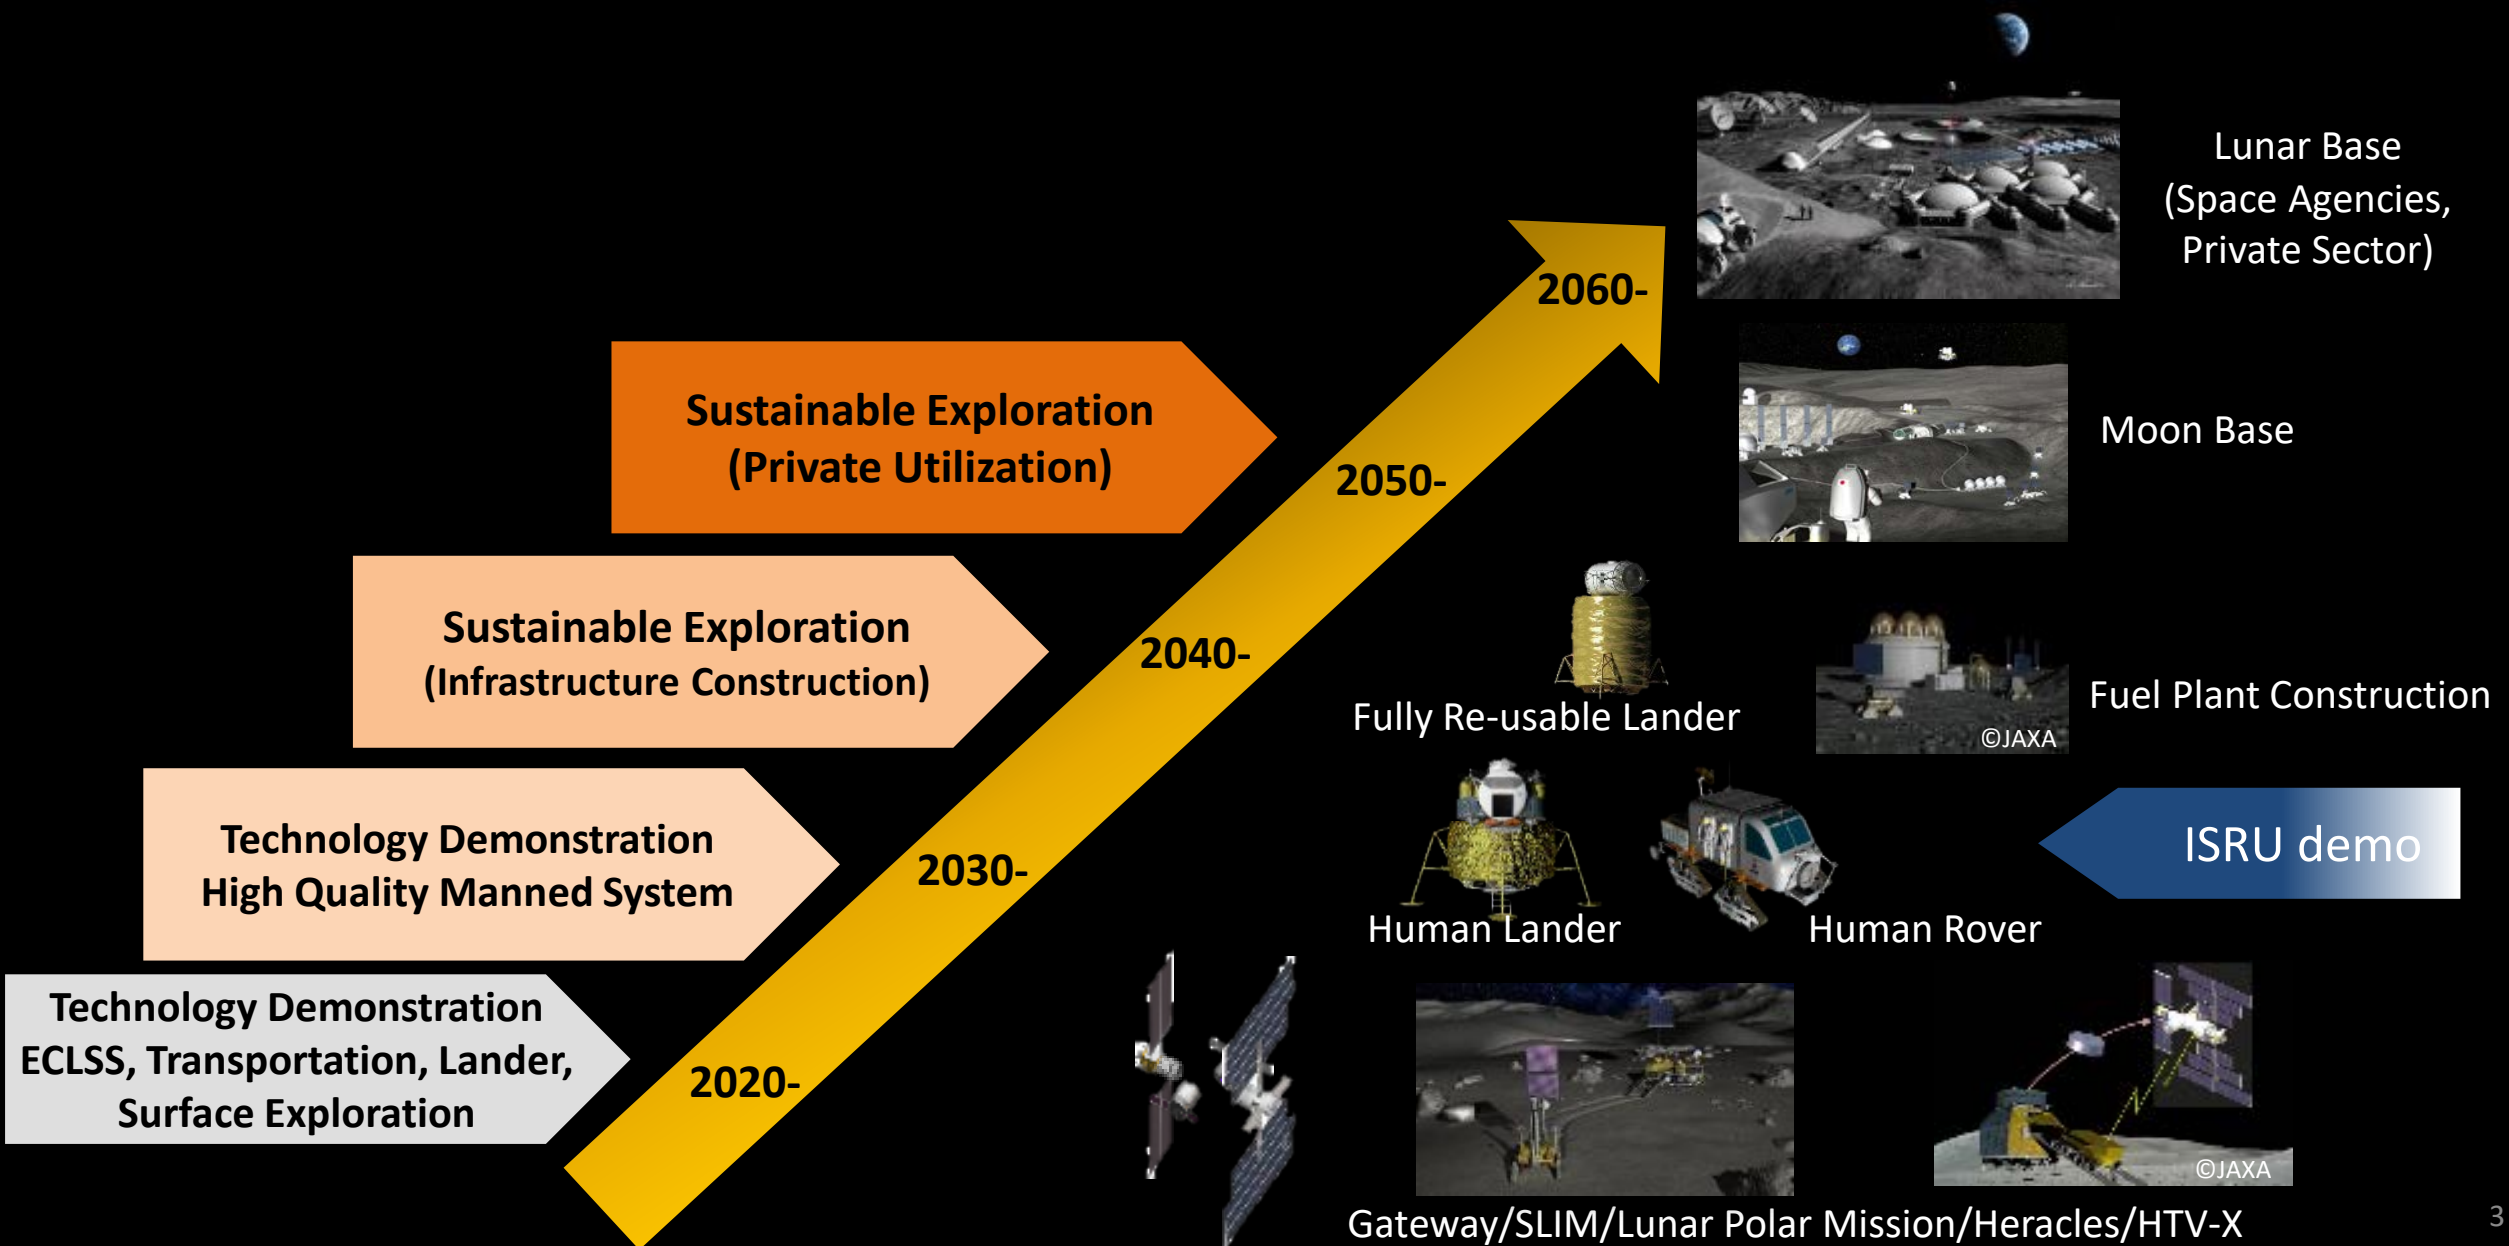 Lunar Base
(Space Agencies,
Private Sector)
2060-
Sustainable Exploration
(Private Utilization)
Moon Base
2050-
Sustainable Exploration
(Infrastructure Construction)
2040-
Fully Re-usable Lander
Fuel Plant Construction
©JAXA
Technology Demonstration
High Quality Manned System
2030-
ISRU demo
Human Lander
Human Rover
Technology Demonstration
ECLSS, Transportation, Lander,
Surface Exploration
2020-
©JAXA
Gateway/SLIM/Lunar Polar Mission/Heracles/HTV-X
3